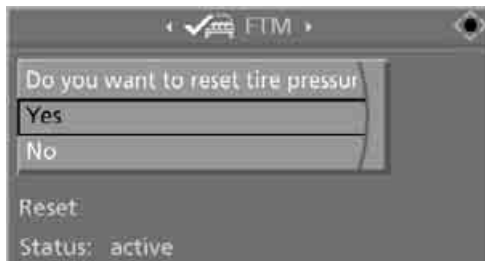 FTM
Do you want to reset tire pressur
Yes
No
Reset
Status: active